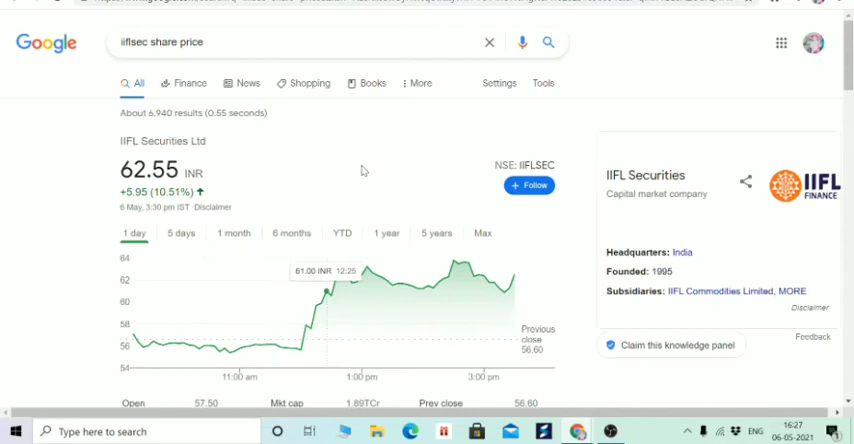 Google
iiflsec share price
All Finance News Shopping Books More Settings Tools
About 6,940 results (0.55 seconds)
IIFL Securities Ltd
62.55 INR
NSE: IIFLSEC
+5.95 (10.51%)
+ Follow
6 May, 3:30 pm IST ·Disclaimer
1 day 5 days 1 month 6 months YTD 1 year 5 years Max
64
62
60
58
56
54
61.00 INR 12:25
Previous
close
56.60
11:00 am 1:00 pm 3:00 pm
Open 57.50 Mkt cap 1.89TCr Prev close 56.60
IIFL Securities
Capital market company
IIFL
FINANCE
Headquarters: India
Founded: 1995
Subsidiaries: IIFL Commodities Limited, MORE
Disclaimer
Feedback
Claim this knowledge panel
Type here to search
ENG
16:27
06-05-2021